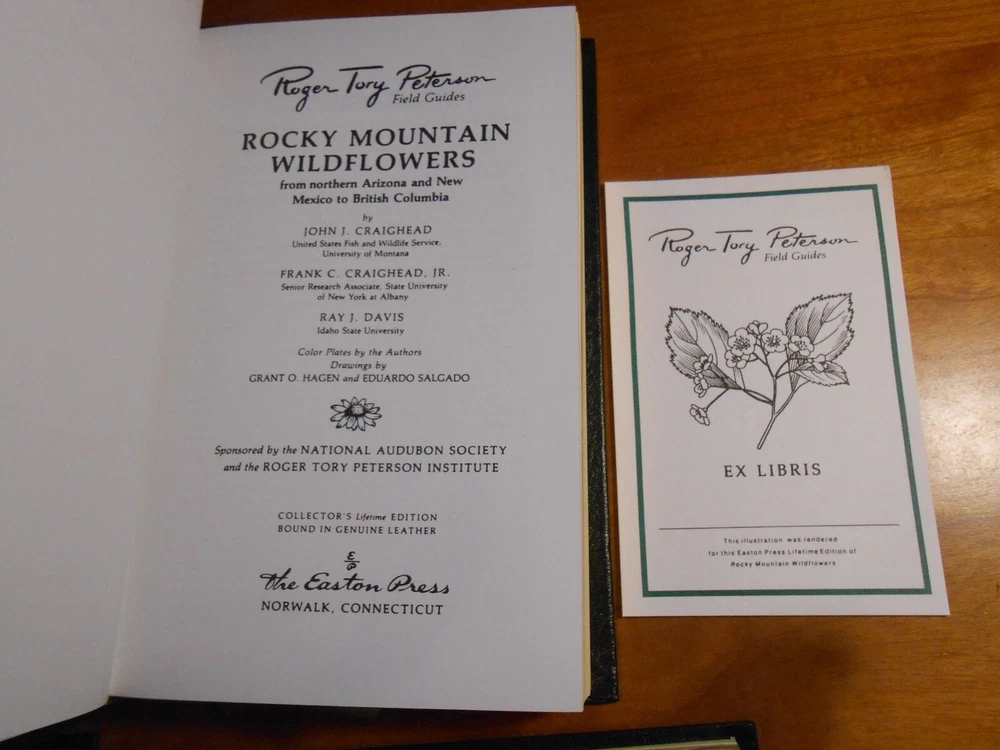 Roger Tory Peterson
Field Guides
ROCKY MOUNTAIN
WILDFLOWERS
from northern Arizona and New
Mexico to British Columbia
by
JOHN J. CRAIGHEAD
United States Fish and Wildlife Service,
University of Montana
FRANK C. CRAIGHEAD, JR.
Senior Research Associate, State University
of New York at Albany
RAY J. DAVIS
Idaho State University
Color Plates by the Authors
Drawings by
GRANT O. HAGEN and EDUARDO SALGADO
Sponsored by the NATIONAL AUDUBON SOCIETY
and the ROGER TORY PETERSON INSTITUTE
COLLECTOR'S Lifetime EDITION
BOUND IN GENUINE LEATHER
E
P
the Easton Press
NORWALK, CONNECTICUT
Roger Tory Peterson
Field Guides
EX LIBRIS
This illustration was rendered
for this Easton Press Lifetime Edition of
Rocky Mountain Wildflowers